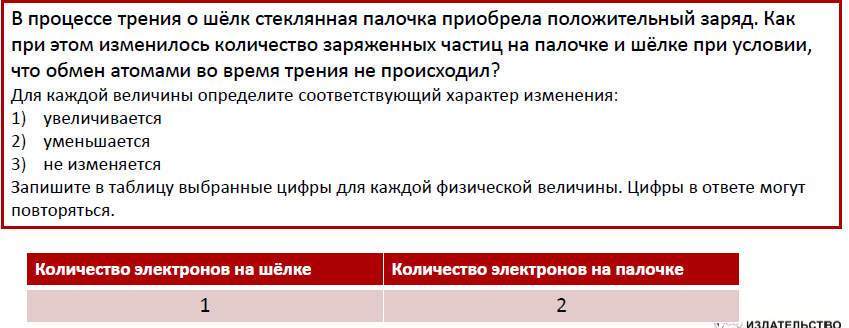 В процессе трения о шёлк стеклянная палочка приобрела положительный заряд. Как
при этом изменилось количество заряженных частиц на палочке и шёлке при условии,
что обмен атомами во время трения не происходил?
Для каждой величины определите соответствующий характер изменения:
1) увеличивается
2) уменьшается
3) не изменяется
Запишите в таблицу выбранные цифры для каждой физической величины. Цифры в ответе могут
повторяться.
Количество электронов на шёлке Количество электронов на палочке
1 2
ИЗДАТЕЛЬСТВО